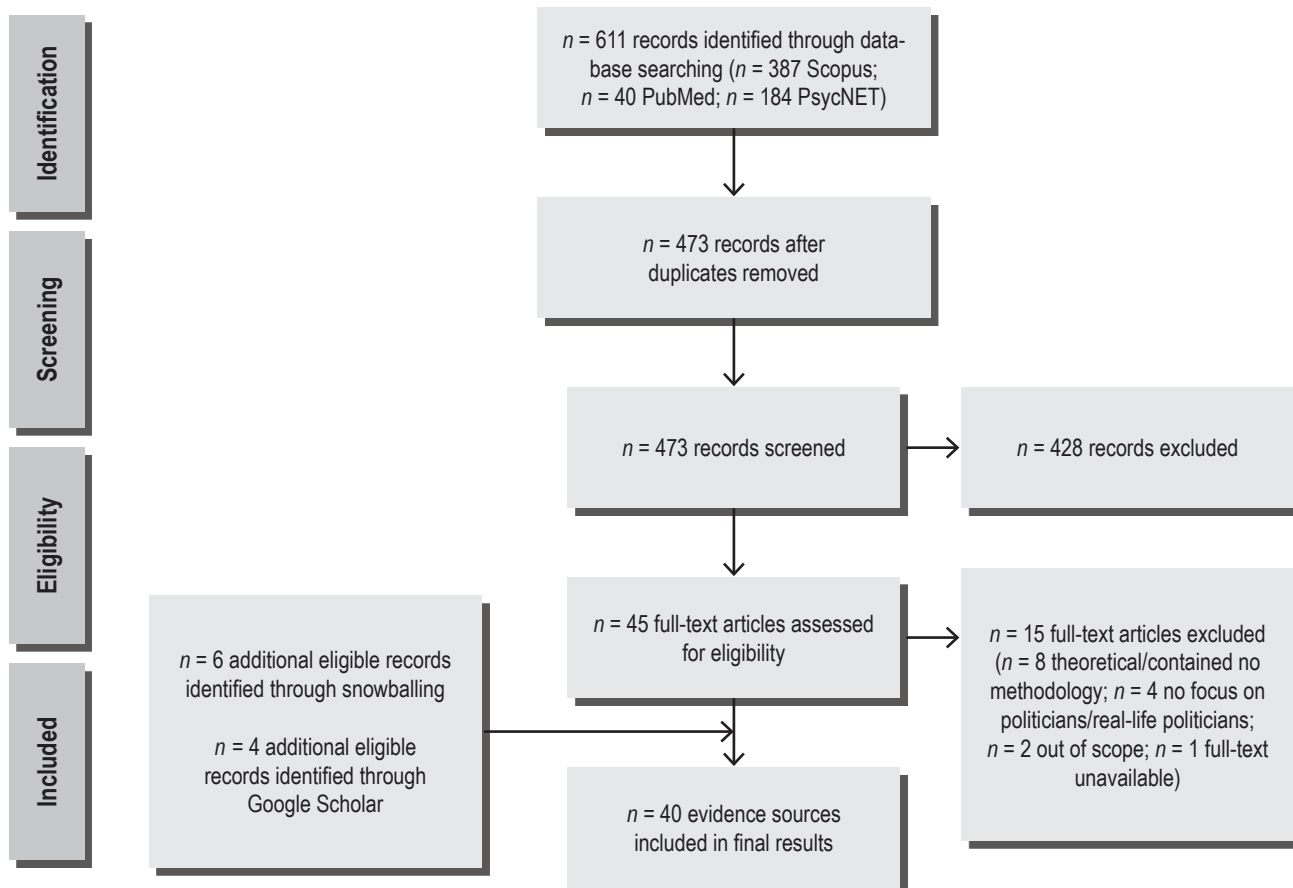 Identification
n = 611 records identified through data-
base searching (n = 387 Scopus;
n = 40 PubMed; n = 184 PsycNET)
n = 473 records after
duplicates removed
Screening
n = 473 records screened
n = 428 records excluded
Eligibility
n = 45 full-text articles assessed
for eligibility
n = 15 full-text articles excluded
(n = 8 theoretical/contained no
methodology; n = 4 no focus on
politicians/real-life politicians;
n = 2 out of scope; n = 1 full-text
unavailable)
n = 6 additional eligible records
identified through snowballing
n = 4 additional eligible
records identified through
Google Scholar
Included
n = 40 evidence sources
included in final results